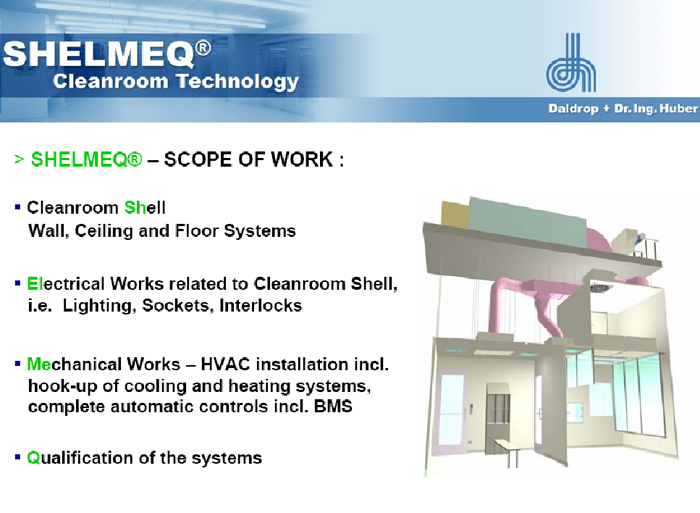 SHELMEQ®
Cleanroom Technology
Daldrop + Dr.Ing.Huber
> SHELMEQ® – SCOPE OF WORK :
▪ Cleanroom Shell
Wall, Ceiling and Floor Systems
▪ Electrical Works related to Cleanroom Shell,
i.e. Lighting, Sockets, Interlocks
▪ Mechanical Works – HVAC installation incl.
hook-up of cooling and heating systems,
complete automatic controls incl. BMS
▪ Qualification of the systems